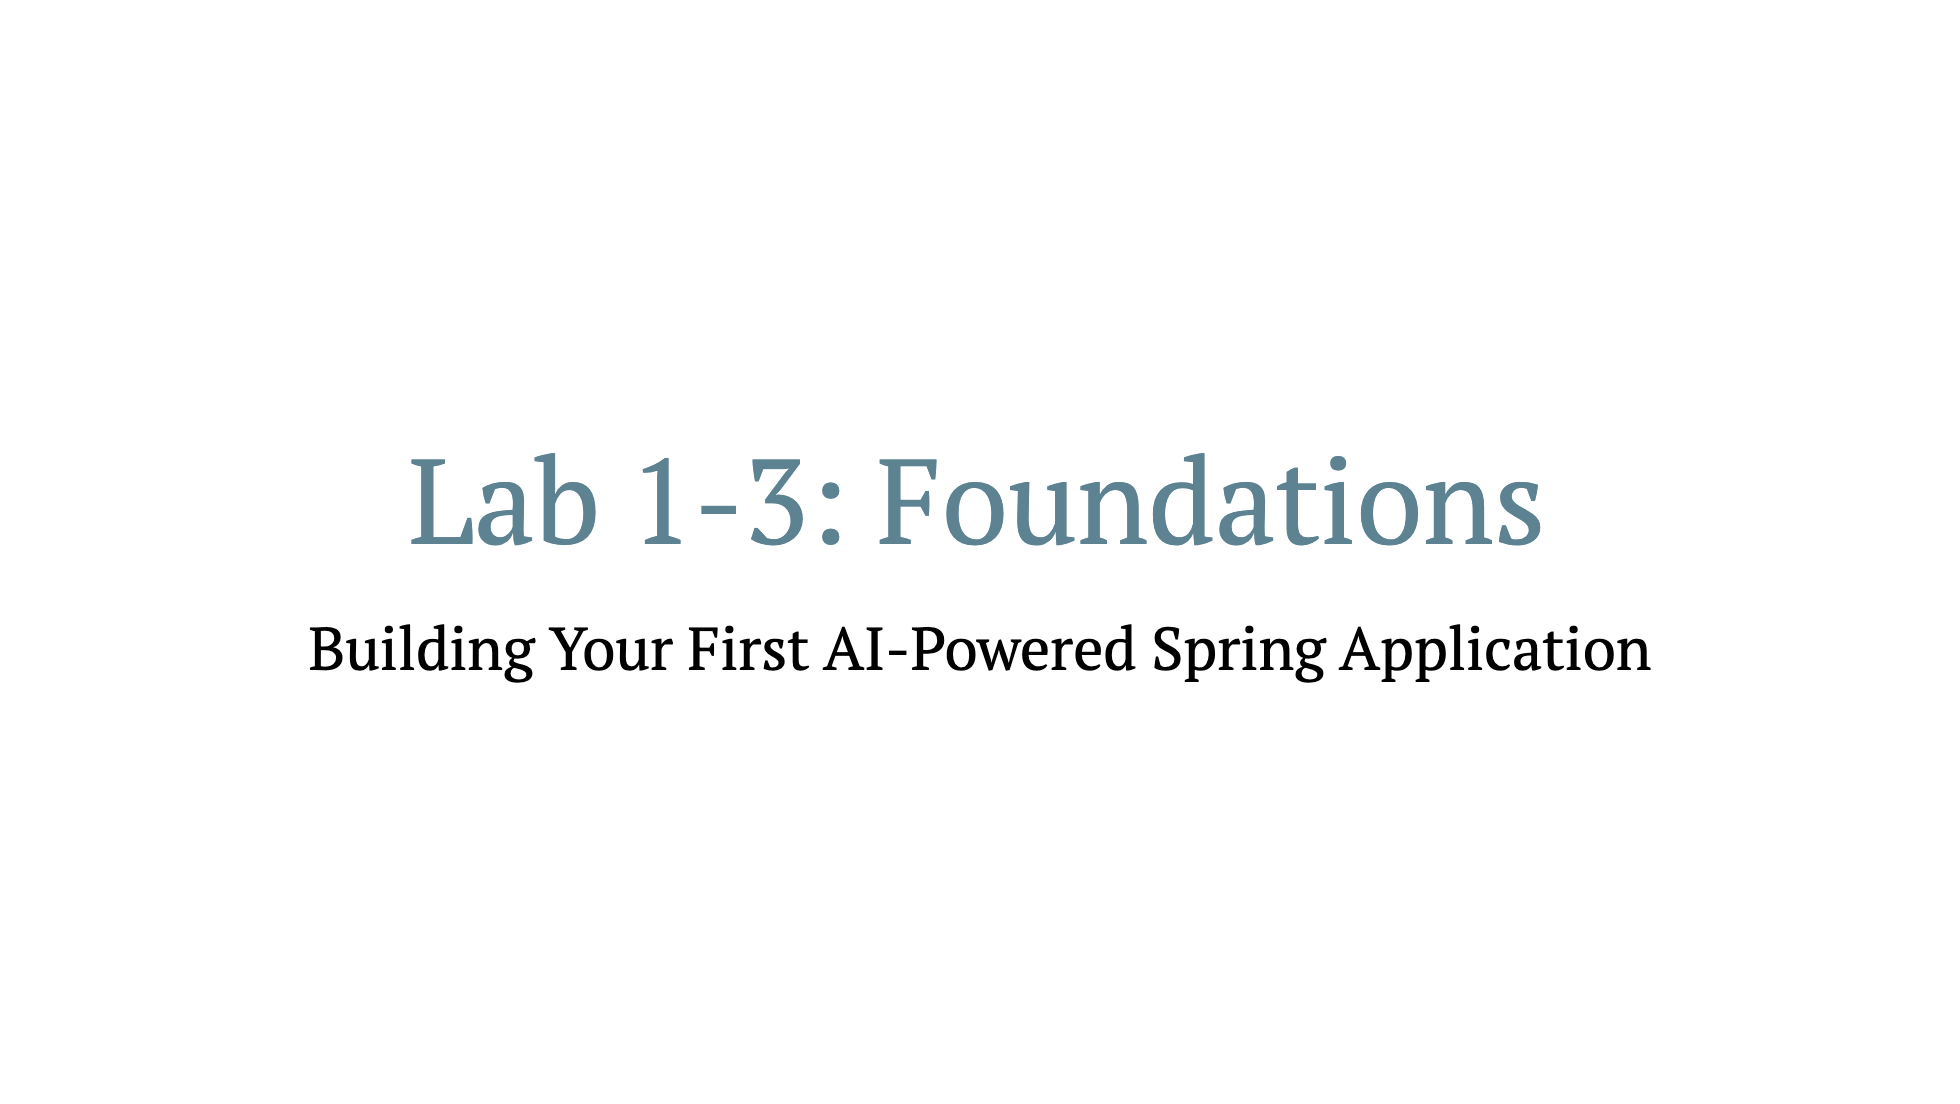 Lab 1-3: Foundations
Building Your First AI-Powered Spring Application